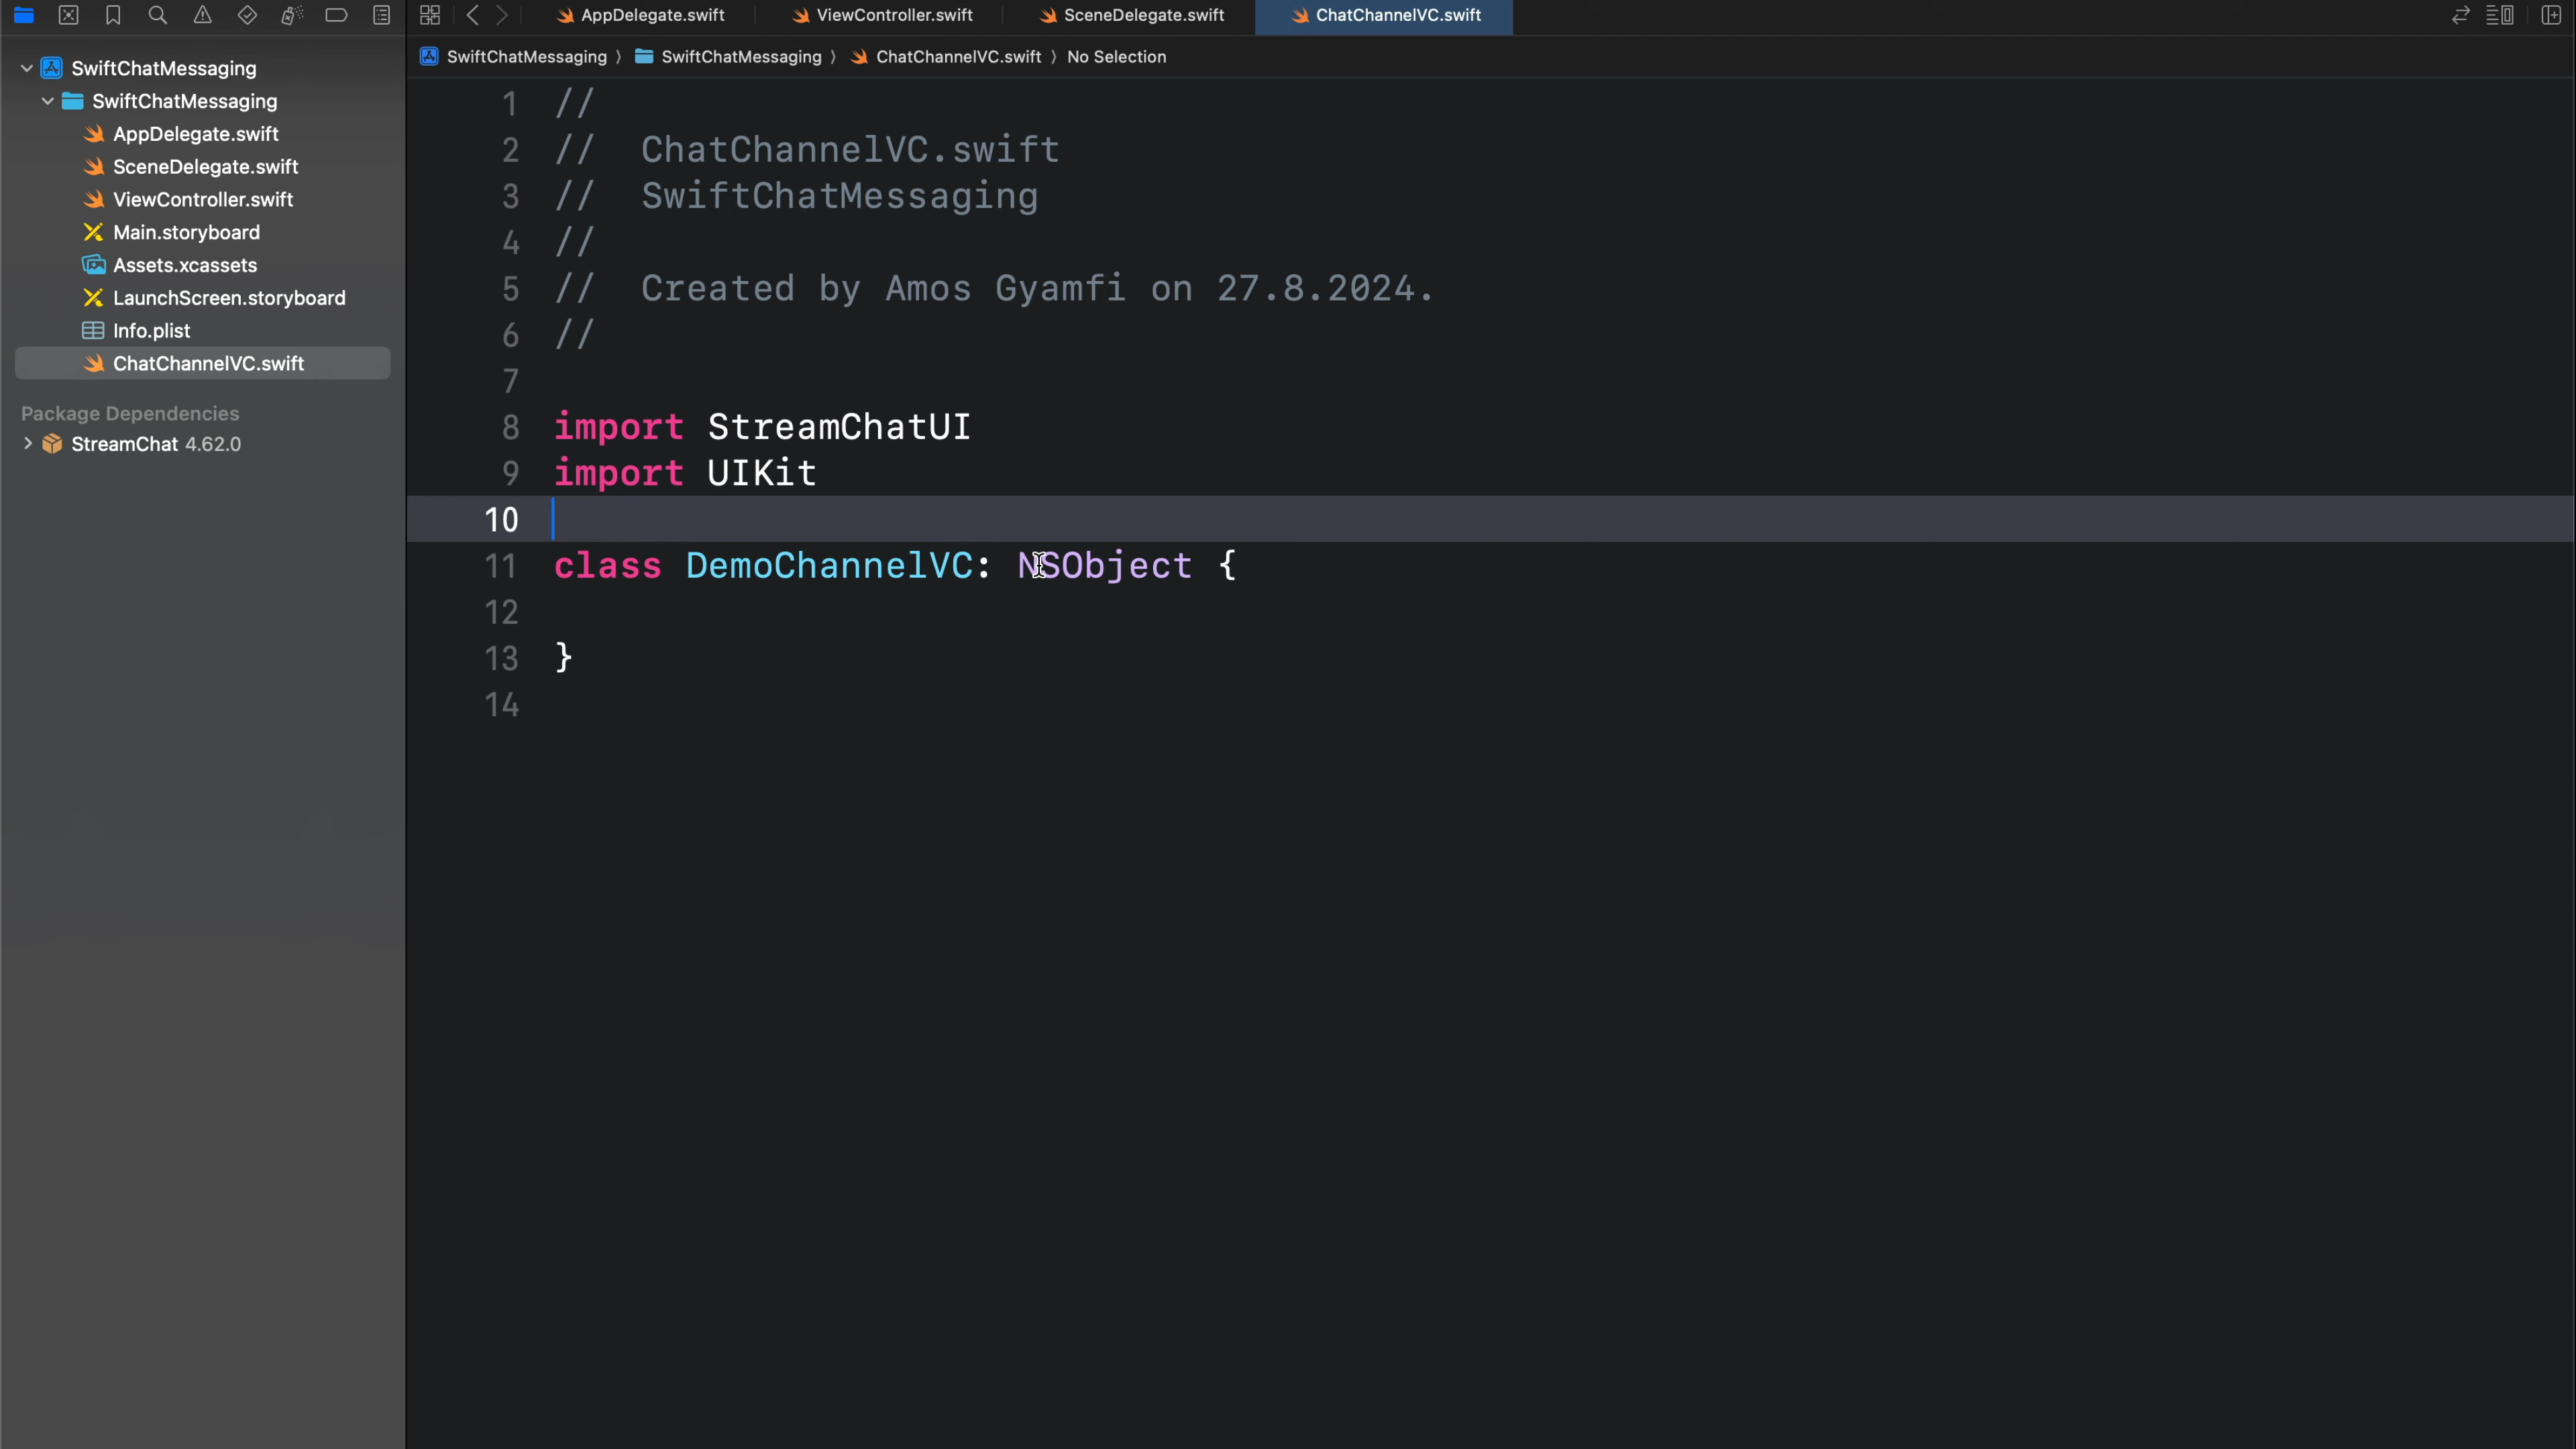 AppDelegate.swift
ViewController.swift
SceneDelegate.swift
ChatChannelVC.swift
SwiftChatMessaging
SwiftChatMessaging
ChatChannelVC.swift
No Selection
SwiftChatMessaging
SwiftChatMessaging
AppDelegate.swift
SceneDelegate.swift
ViewController.swift
Main.storyboard
Assets.xcassets
LaunchScreen.storyboard
Info.plist
ChatChannelVC.swift
Package Dependencies
StreamChat 4.62.0
1 //
2 // ChatChannelVC.swift
3 // SwiftChatMessaging
4 //
5 // Created by Amos Gyamfi on 27.8.2024.
6 //
7
8 import StreamChatUI
9 import UIKit
10
11 class DemoChannelVC: NSObject {
12
13 }
14